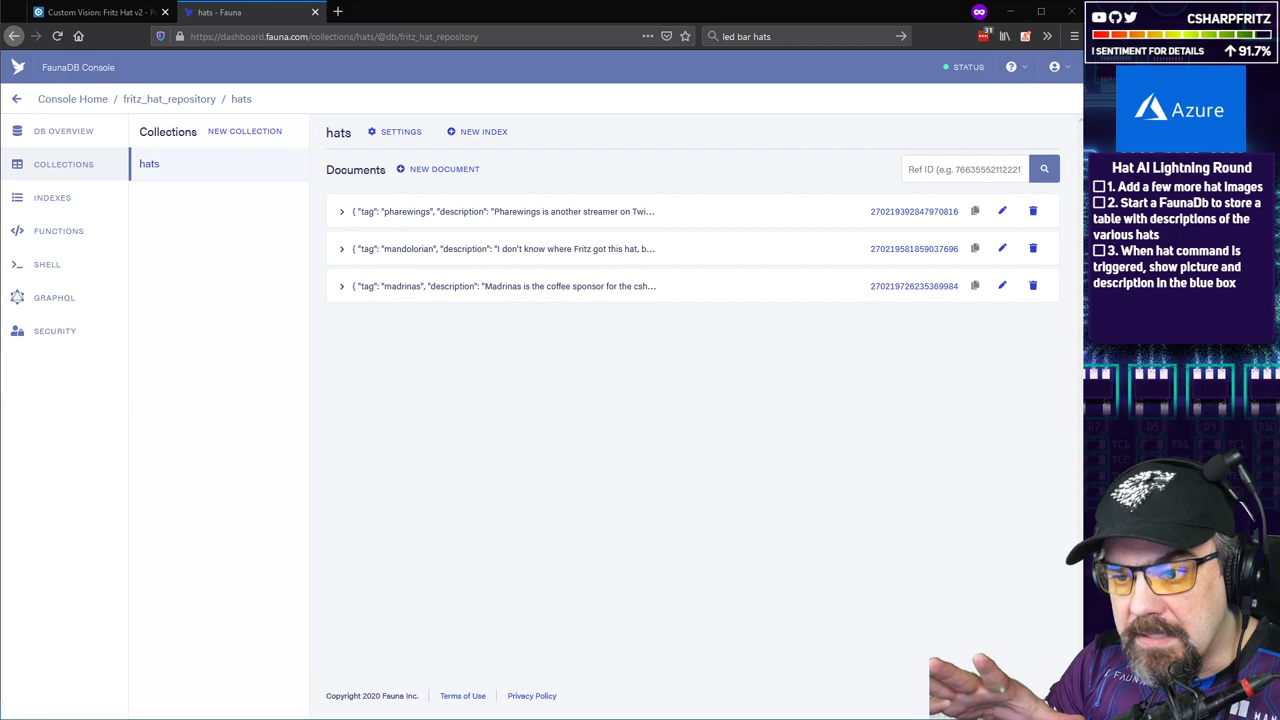 Custom Vision: Fritz Hat v2 - P
hats - Fauna
https://dashboard.fauna.com/collections/hats/@db/fritz_hat_repository
led bar hats
31
FaunaDB Console
STATUS
Console Home / fritz_hat_repository / hats
DB OVERVIEW
COLLECTIONS
INDEXES
FUNCTIONS
SHELL
GRAPHQL
SECURITY
Collections NEW COLLECTION
hats
hats SETTINGS NEW INDEX
Documents NEW DOCUMENT
Ref ID (e.g. 76635552112221
{ "tag": "pharewings", "description": "Pharewings is another streamer on Twi...
270219392847970816
{ "tag": "mandolorian", "description": "I don't know where Fritz got this hat, b...
270219581859037696
{ "tag": "madrinas", "description": "Madrinas is the coffee sponsor for the csh...
270219726235369984
Copyright 2020 Fauna Inc. Terms of Use Privacy Policy
CSHARPFRITZ
! SENTIMENT FOR DETAILS 91.7%
Azure
Hat AI Lightning Round
1. Add a few more hat images
2. Start a FaunaDb to store a
table with descriptions of the
various hats
3. When hat command is
triggered, show picture and
description in the blue box
D7 D8 D9 D10